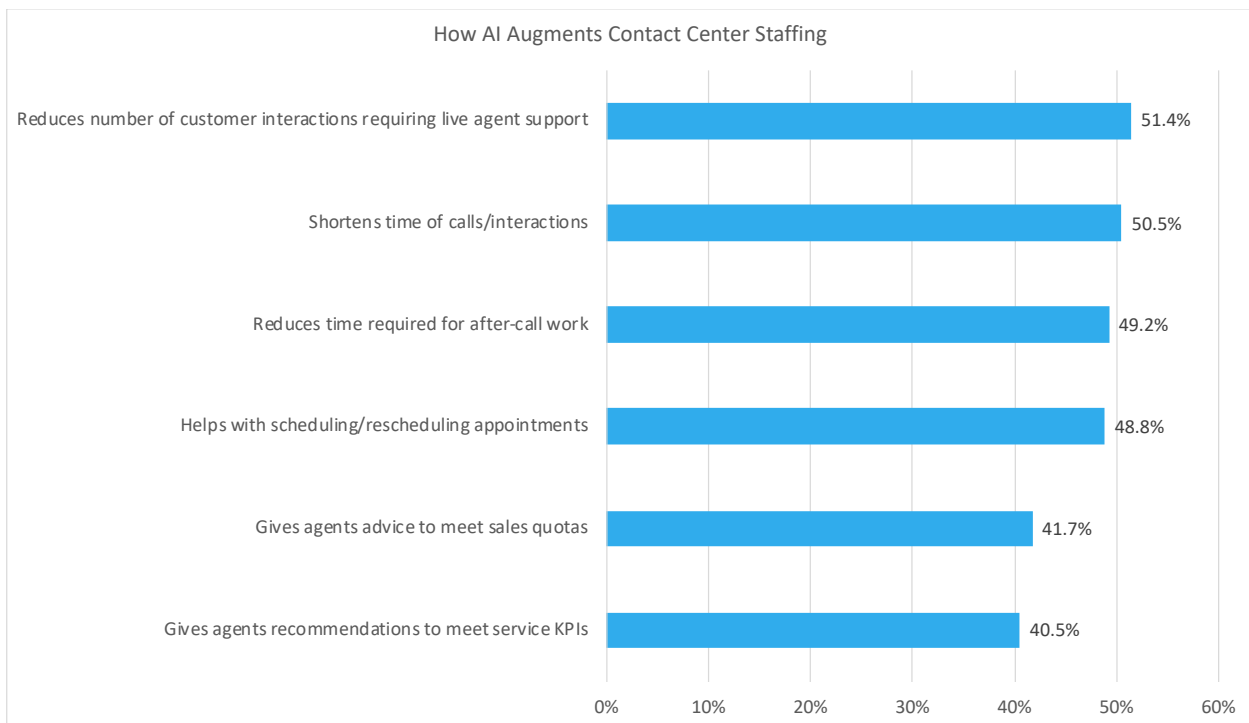 How AI Augments Contact Center Staffing
Reduces number of customer interactions requiring live agent support
51.4%
Shortens time of calls/interactions
50.5%
Reduces time required for after-call work
49.2%
Helps with scheduling/rescheduling appointments
48.8%
Gives agents advice to meet sales quotas
41.7%
Gives agents recommendations to meet service KPIs
40.5%
0% 10% 20% 30% 40% 50% 60%